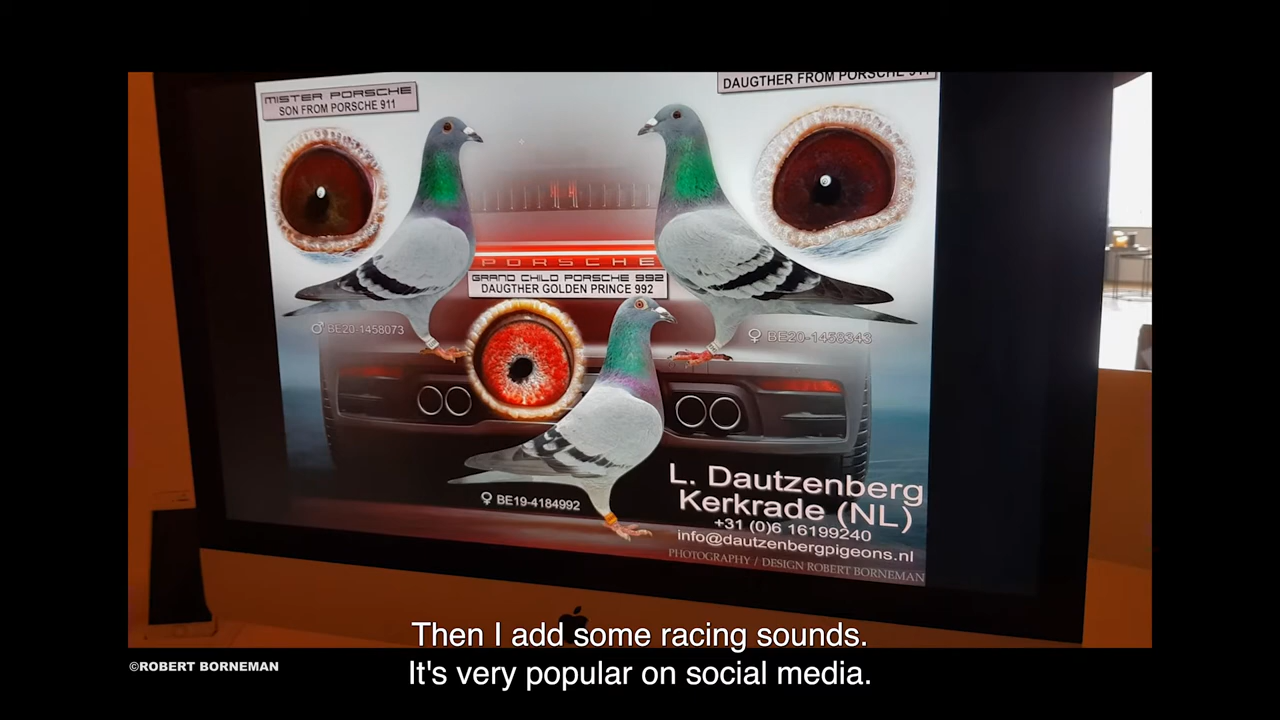 MISTER PORSCHE
SON FROM PORSCHE 911
DAUGTHER FROM PORSCHE 911
PORSCHE
GRAND CHILD PORSCHE 992
DAUGTHER GOLDEN PRINCE 992
♂ BE20-1458073
♀ BE20-1458343
♀ BE19-4184992
L. Dautzenberg
Kerkrade (NL)
+31 (0)6 16199240
info@dautzenbergpigeons.nl
PHOTOGRAPHY / DESIGN ROBERT BORNEMAN
Then I add some racing sounds.
It's very popular on social media.
©ROBERT BORNEMAN